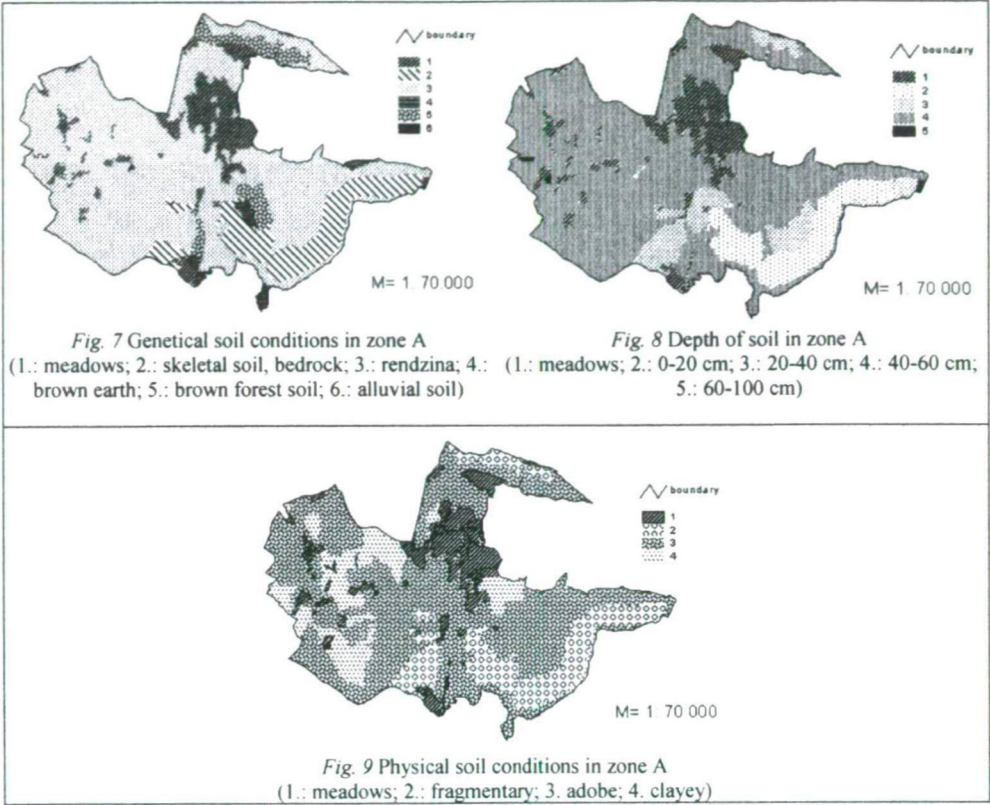 boundary
1
2
3
4
5
6
M= 1: 70 000
Fig. 7 Genetical soil conditions in zone A
(1.: meadows; 2.: skeletal soil, bedrock; 3.: rendzina; 4.:
brown earth; 5.: brown forest soil; 6.: alluvial soil)
boundary
1
2
3
4
5
M= 1: 70 000
Fig. 8 Depth of soil in zone A
(1.: meadows; 2.: 0-20 cm; 3.: 20-40 cm; 4.: 40-60 cm;
5.: 60-100 cm)
boundary
1
2
3
4
M= 1: 70 000
Fig. 9 Physical soil conditions in zone A
(1.: meadows; 2.: fragmentary; 3. adobe; 4. clayey)